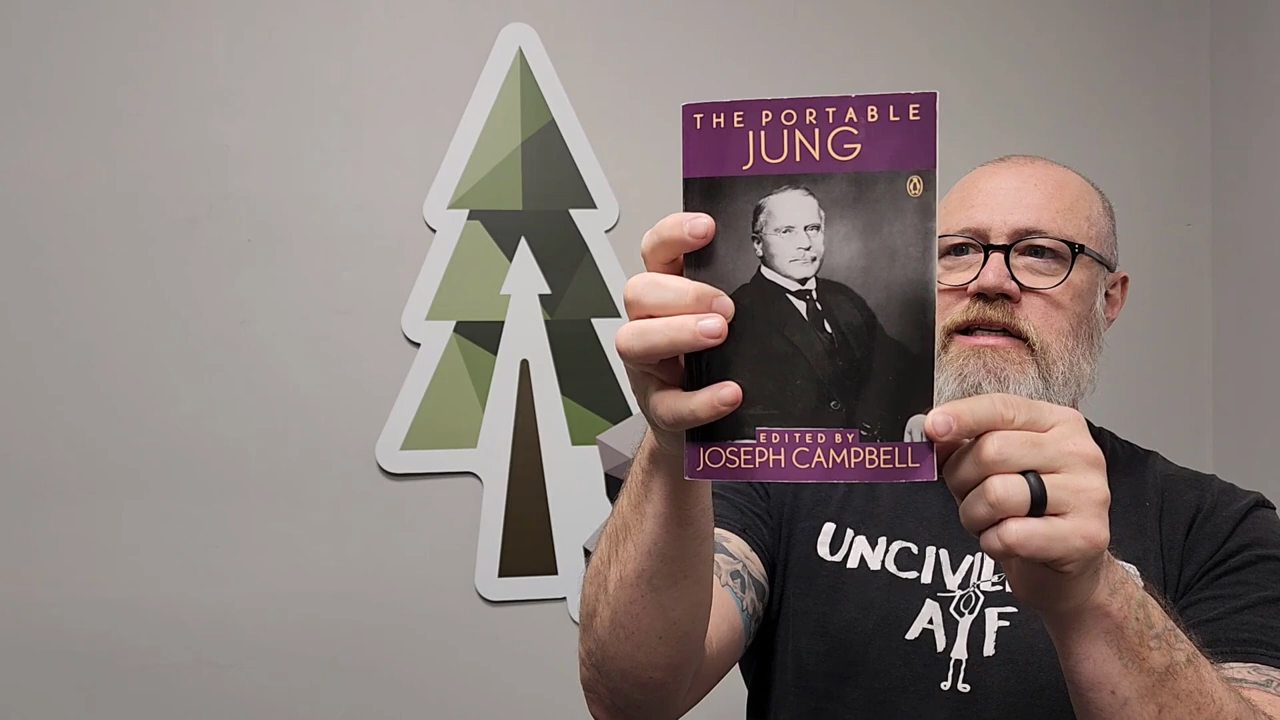 THE PORTABLE
JUNG
EDITED BY
JOSEPH CAMPBELL
A F